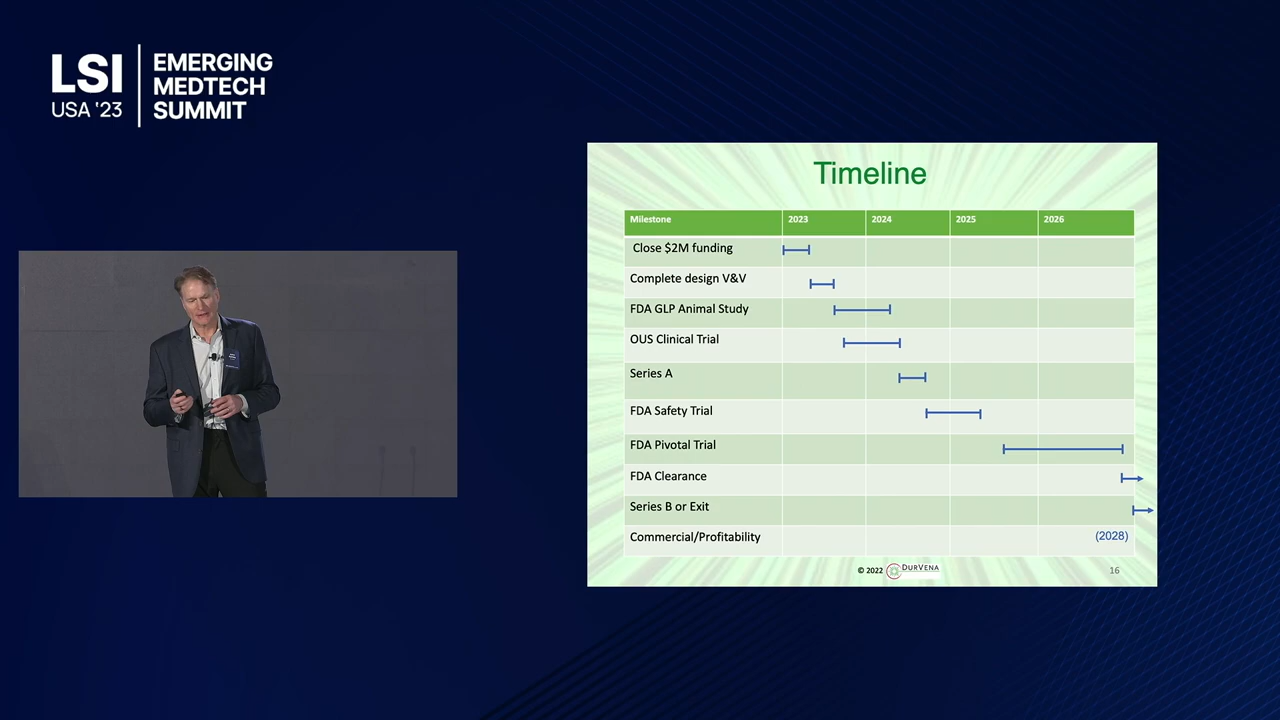 LSI
USA '23
EMERGING
MEDTECH
SUMMIT
Timeline
Milestone 2023 2024 2025 2026
Close $2M funding
Complete design V&V
FDA GLP Animal Study
OUS Clinical Trial
Series A
FDA Safety Trial
FDA Pivotal Trial
FDA Clearance
Series B or Exit
Commercial/Profitability (2028)
© 2022 DURVENA 16